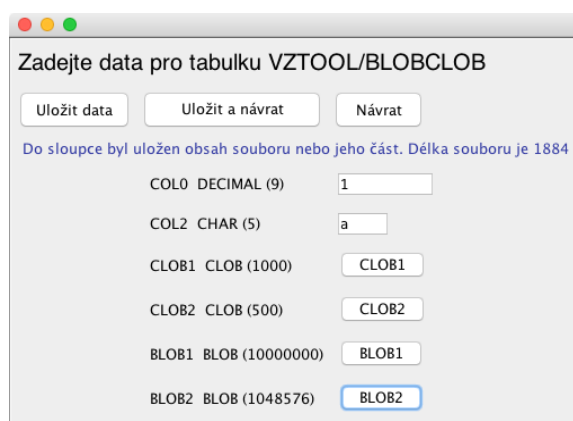 Zadejte data pro tabulku VZTOOL/BLOBCLOB
Uložit data Uložit a návrat Návrat
Do sloupce byl uložen obsah souboru nebo jeho část. Délka souboru je 1884
COL0 DECIMAL (9) 1
COL2 CHAR (5) a
CLOB1 CLOB (1000) CLOB1
CLOB2 CLOB (500) CLOB2
BLOB1 BLOB (10000000) BLOB1
BLOB2 BLOB (1048576) BLOB2